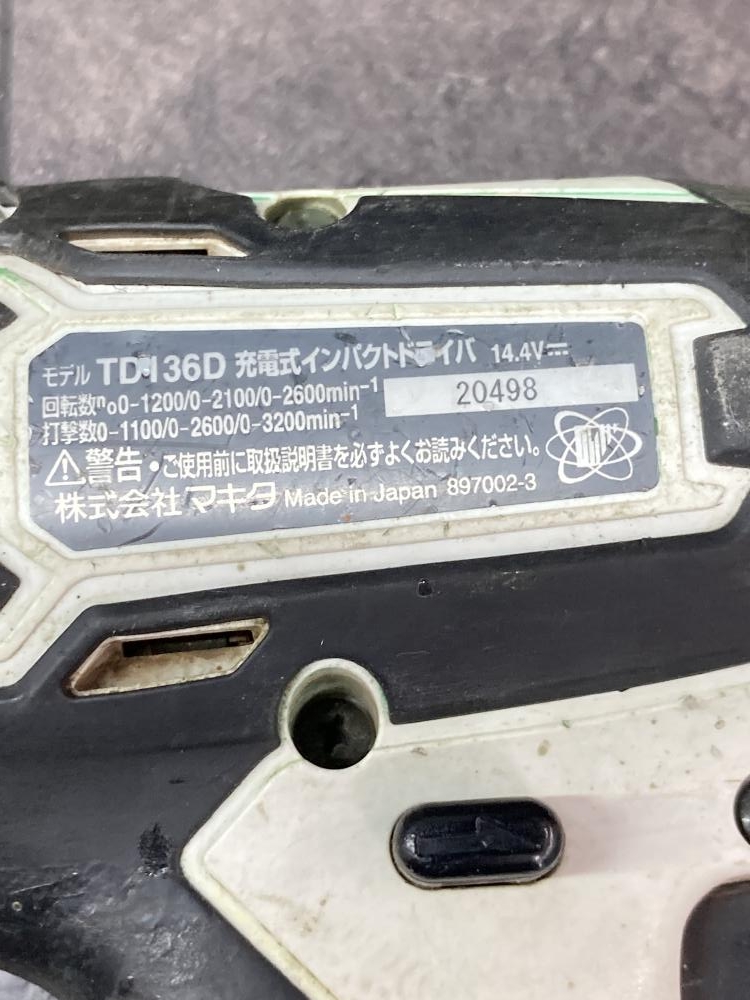 モデル TD136D 充電式インパクトドライバ 14.4V⎓
回転数n₀0-1200/0-2100/0-2600min⁻¹
20498
打撃数0-1100/0-2600/0-3200min⁻¹
⚠警告・ご使用前に取扱説明書を必ずよくお読みください。
株式会社マキタ Made in Japan 897002-3